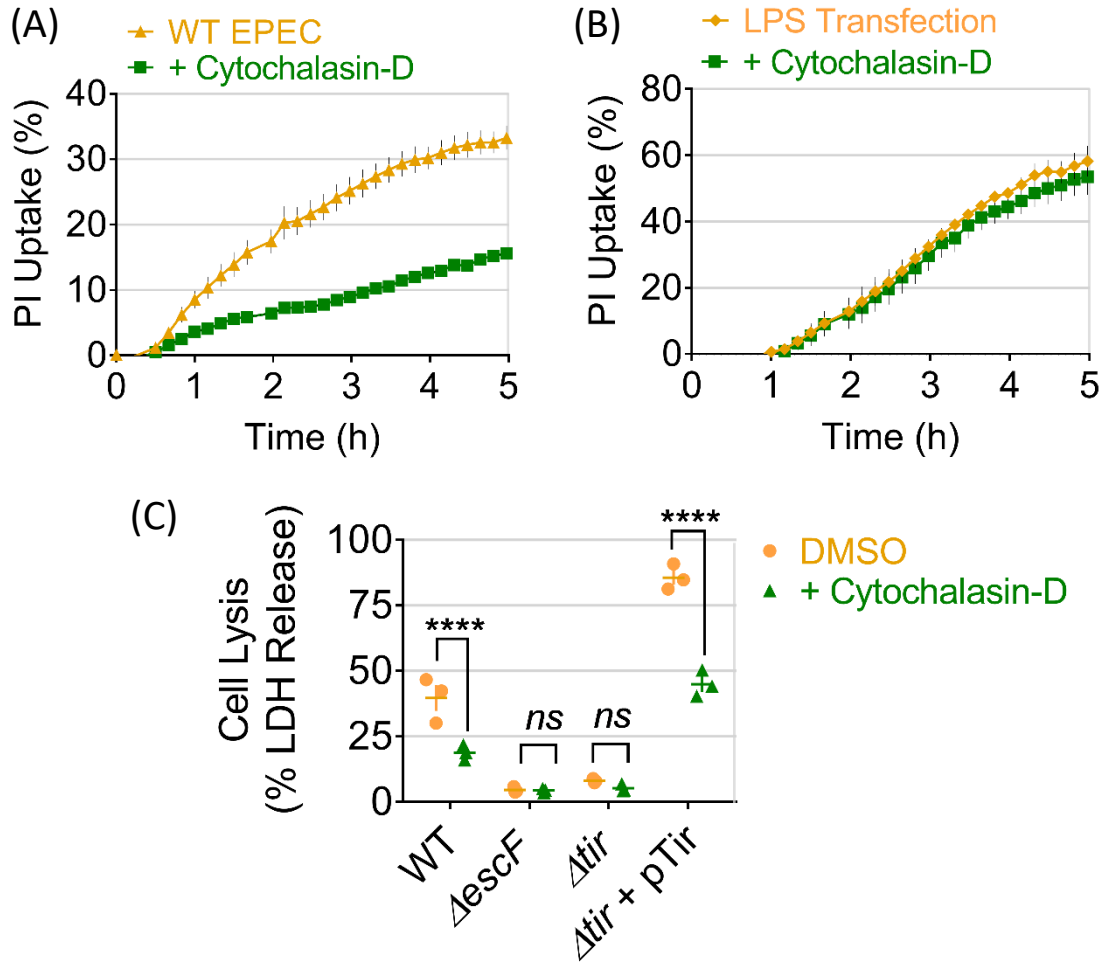 (A)
WT EPEC
+ Cytochalasin-D
PI Uptake (%)
40
30
20
10
0
0 1 2 3 4 5
Time (h)
(B)
LPS Transfection
+ Cytochalasin-D
PI Uptake (%)
80
60
40
20
0
0 1 2 3 4 5
Time (h)
(C)
Cell Lysis
(% LDH Release)
100
75
50
25
0
****
ns
ns
****
WT
ΔescF
Δtir
Δtir + pTir
DMSO
+ Cytochalasin-D